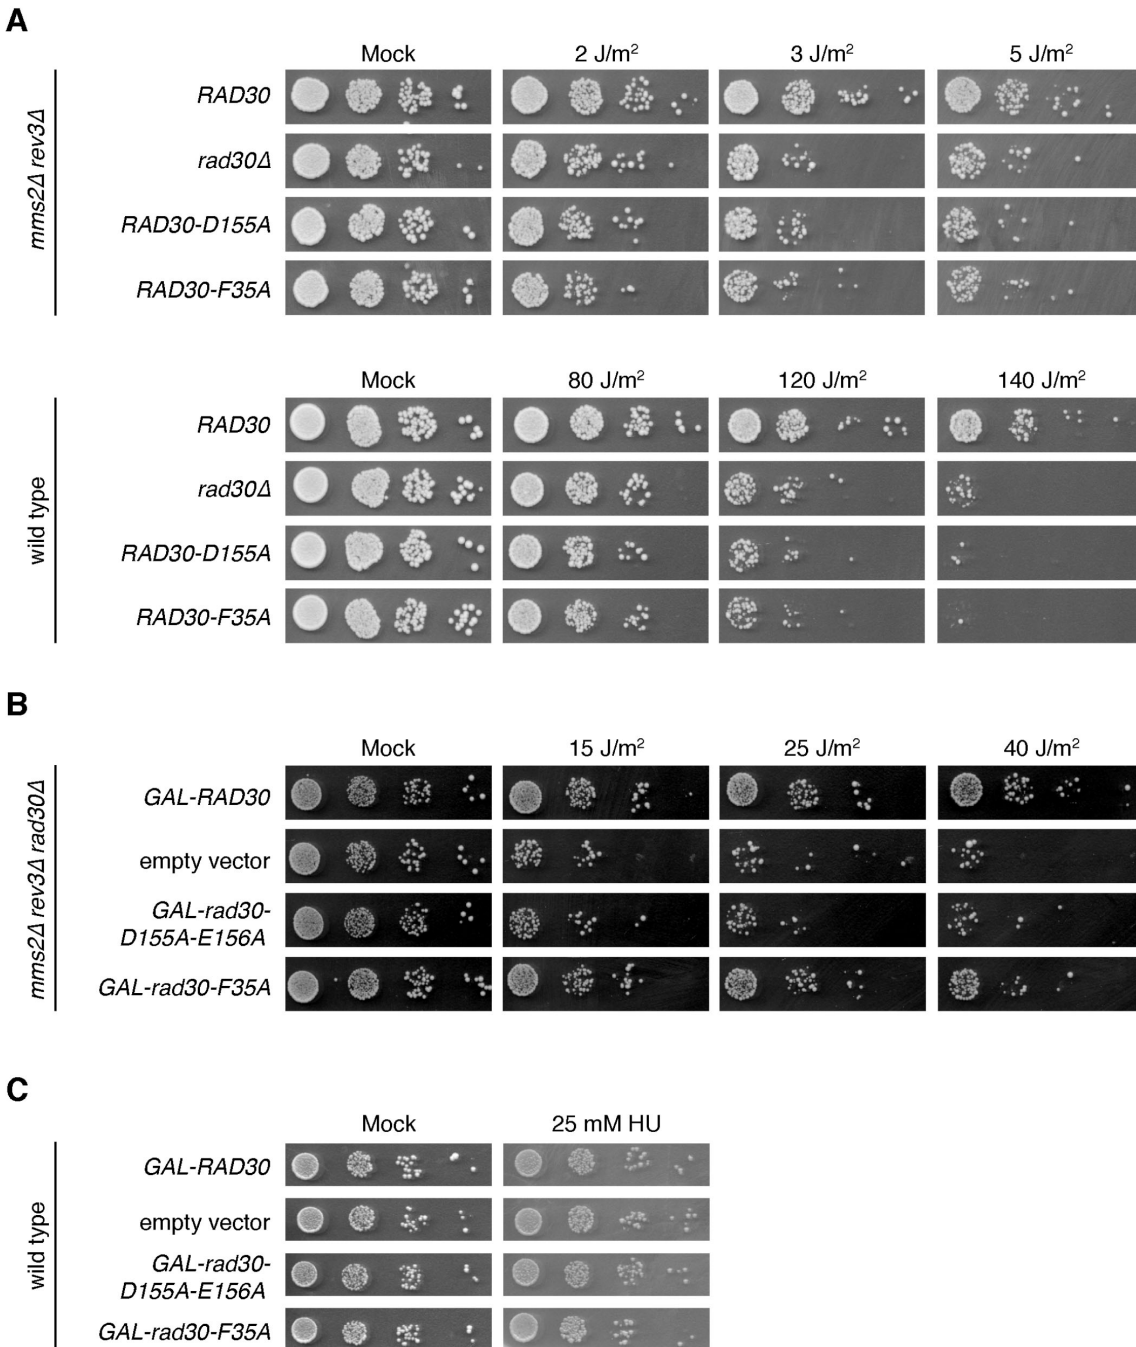 A
Mock 2 J/m² 3 J/m² 5 J/m²
mms2Δ rev3Δ
RAD30
rad30Δ
RAD30-D155A
RAD30-F35A
Mock 80 J/m² 120 J/m² 140 J/m²
wild type
RAD30
rad30Δ
RAD30-D155A
RAD30-F35A
B
Mock 15 J/m² 25 J/m² 40 J/m²
mms2Δ rev3Δ rad30Δ
GAL-RAD30
empty vector
GAL-rad30-
D155A-E156A
GAL-rad30-F35A
C
Mock 25 mM HU
wild type
GAL-RAD30
empty vector
GAL-rad30-
D155A-E156A
GAL-rad30-F35A